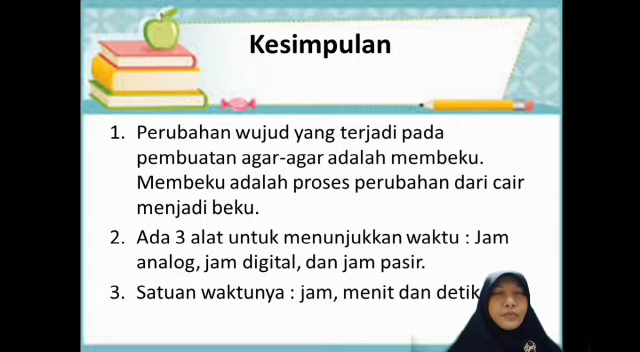 Kesimpulan
1. Perubahan wujud yang terjadi pada
pembuatan agar-agar adalah membeku.
Membeku adalah proses perubahan dari cair
menjadi beku.
2. Ada 3 alat untuk menunjukkan waktu : Jam
analog, jam digital, dan jam pasir.
3. Satuan waktunya : jam, menit dan detik